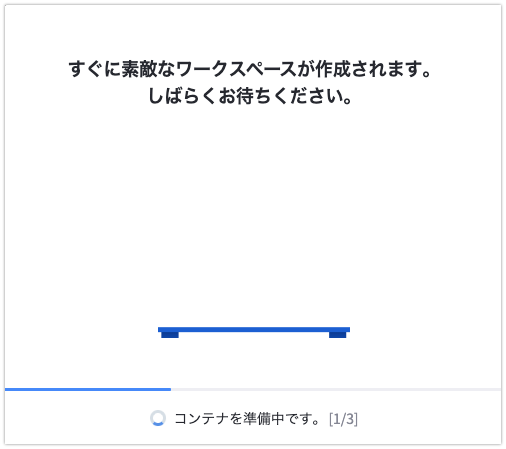 すぐに素敵なワークスペースが作成されます。
しばらくお待ちください。
コンテナを準備中です。 [1/3]